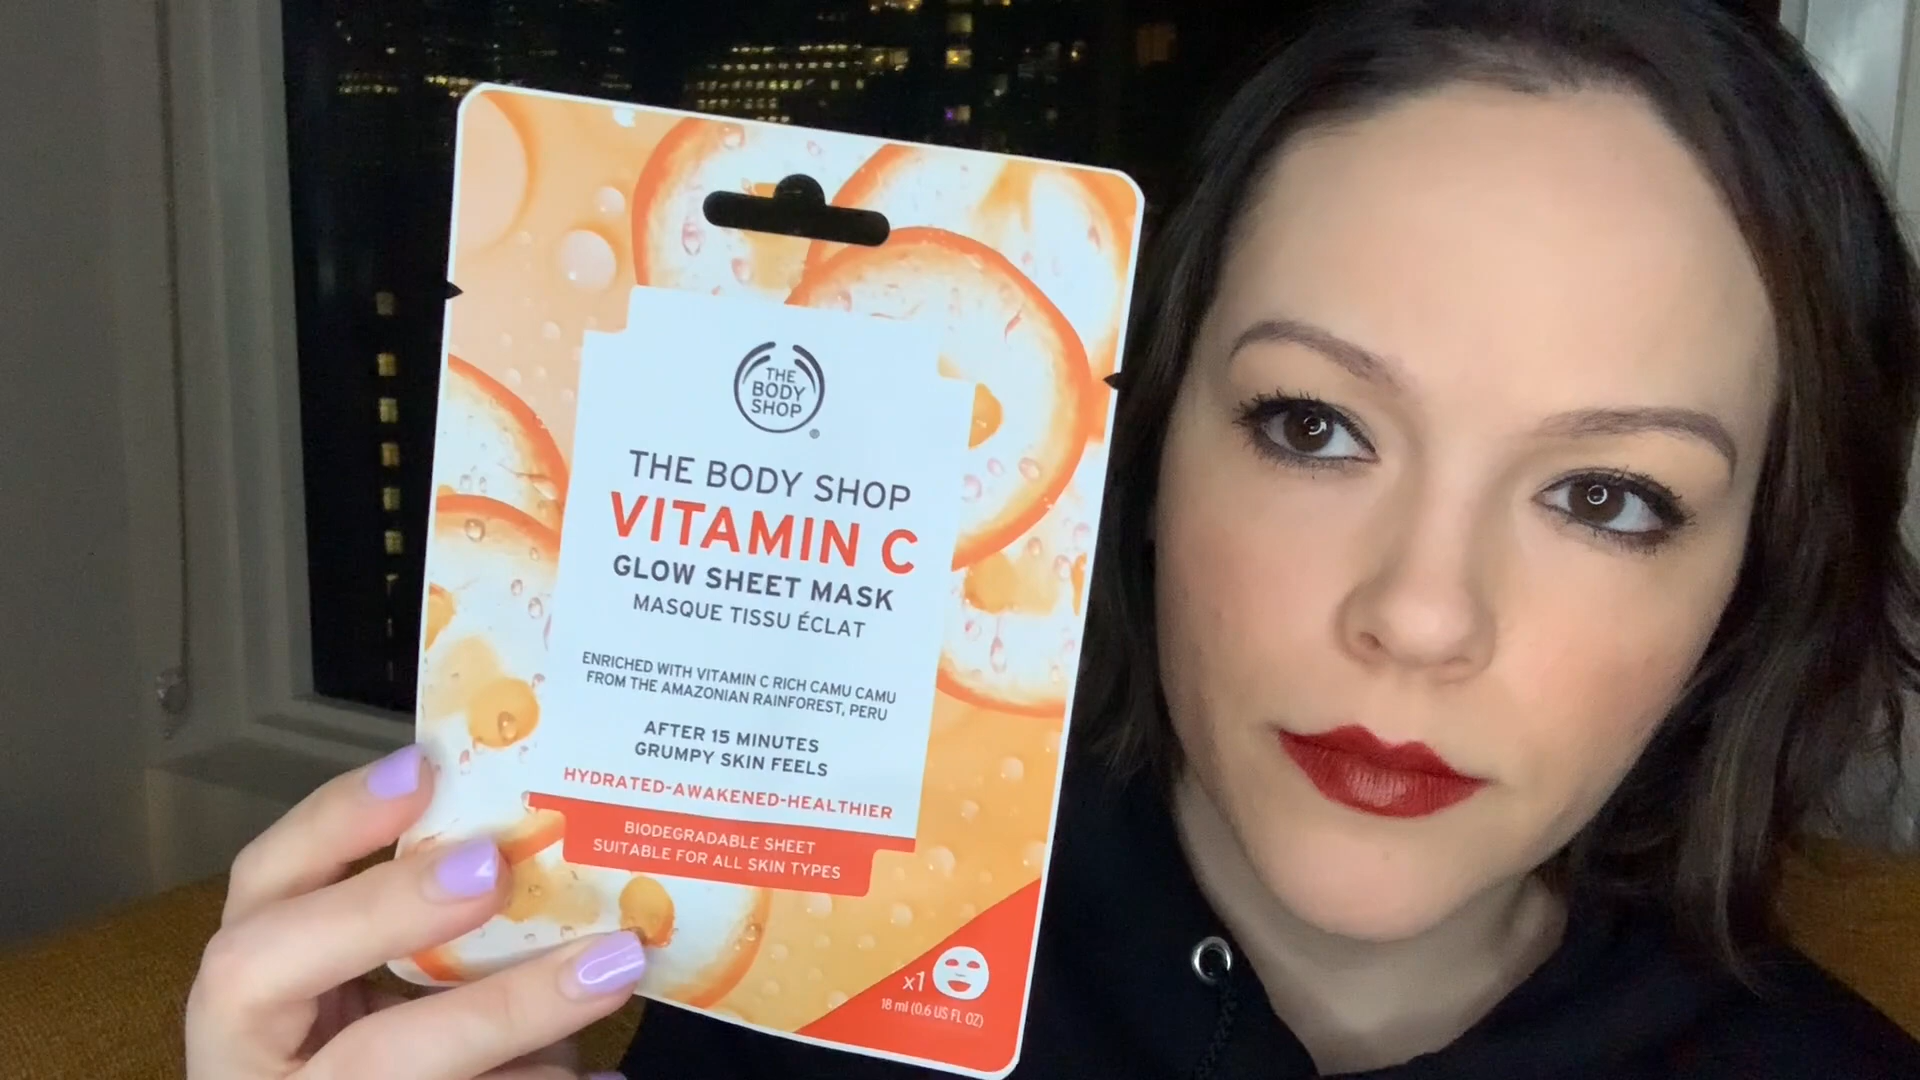 THE
BODY
SHOP
®
THE BODY SHOP
VITAMIN C
GLOW SHEET MASK
MASQUE TISSU ÉCLAT
ENRICHED WITH VITAMIN C RICH CAMU CAMU
FROM THE AMAZONIAN RAINFOREST, PERU
AFTER 15 MINUTES
GRUMPY SKIN FEELS
HYDRATED-AWAKENED-HEALTHIER
BIODEGRADABLE SHEET
SUITABLE FOR ALL SKIN TYPES
x1
18 ml (0.6 US FL OZ)